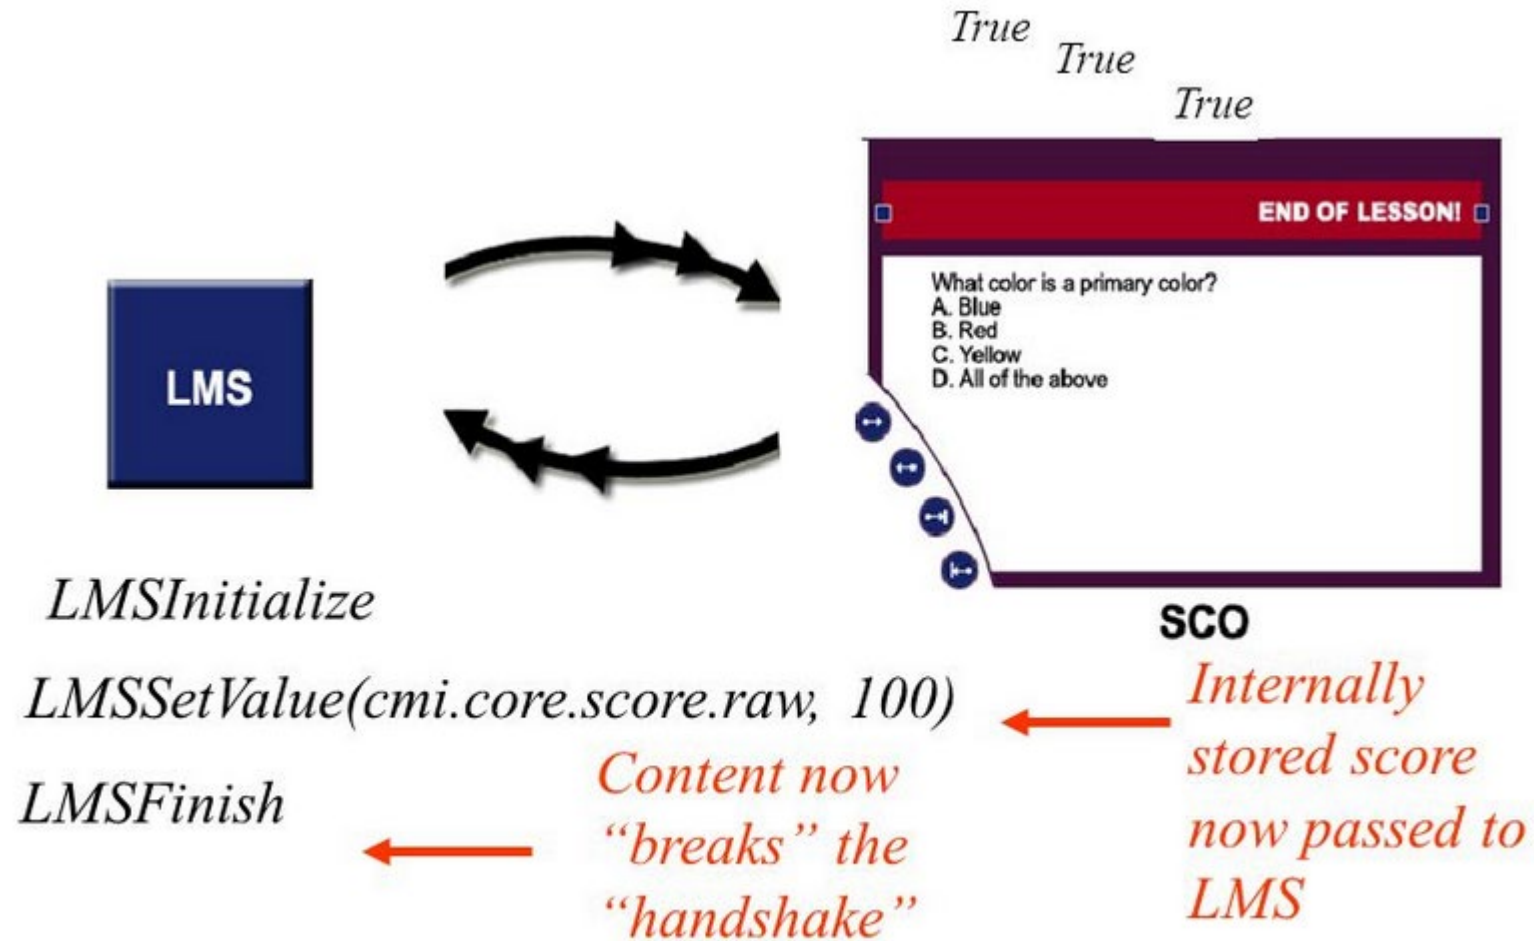 True
True
True
END OF LESSON!
What color is a primary color?
A. Blue
B. Red
C. Yellow
D. All of the above
LMS
SCO
LMSInitialize
LMSSetValue(cmi.core.score.raw, 100)
LMSFinish
Internally
stored score
now passed to
LMS
Content now
“breaks” the
“handshake”